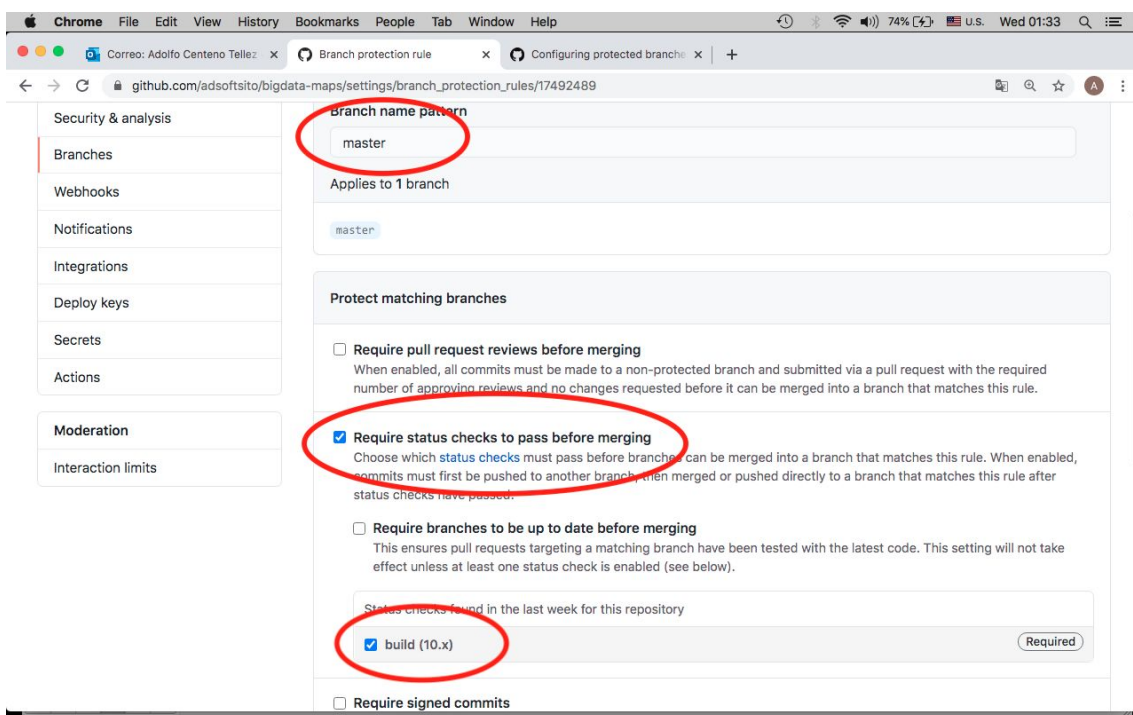 Chrome File Edit View History Bookmarks People Tab Window Help 74% U.S. Wed 01:33
Correo: Adolfo Centeno Tellez Branch protection rule Configuring protected branche
github.com/adsoftsito/bigdata-maps/settings/branch_protection_rules/17492489 A
Security & analysis
Branches
Webhooks
Notifications
Integrations
Deploy keys
Secrets
Actions
Moderation
Interaction limits
Branch name pattern
master
Applies to 1 branch
master
Protect matching branches
Require pull request reviews before merging
When enabled, all commits must be made to a non-protected branch and submitted via a pull request with the required
number of approving reviews and no changes requested before it can be merged into a branch that matches this rule.
Require status checks to pass before merging
Choose which status checks must pass before branches can be merged into a branch that matches this rule. When enabled,
commits must first be pushed to another branch, then merged or pushed directly to a branch that matches this rule after
status checks have passed.
Require branches to be up to date before merging
This ensures pull requests targeting a matching branch have been tested with the latest code. This setting will not take
effect unless at least one status check is enabled (see below).
Status checks found in the last week for this repository
build (10.x) Required
Require signed commits